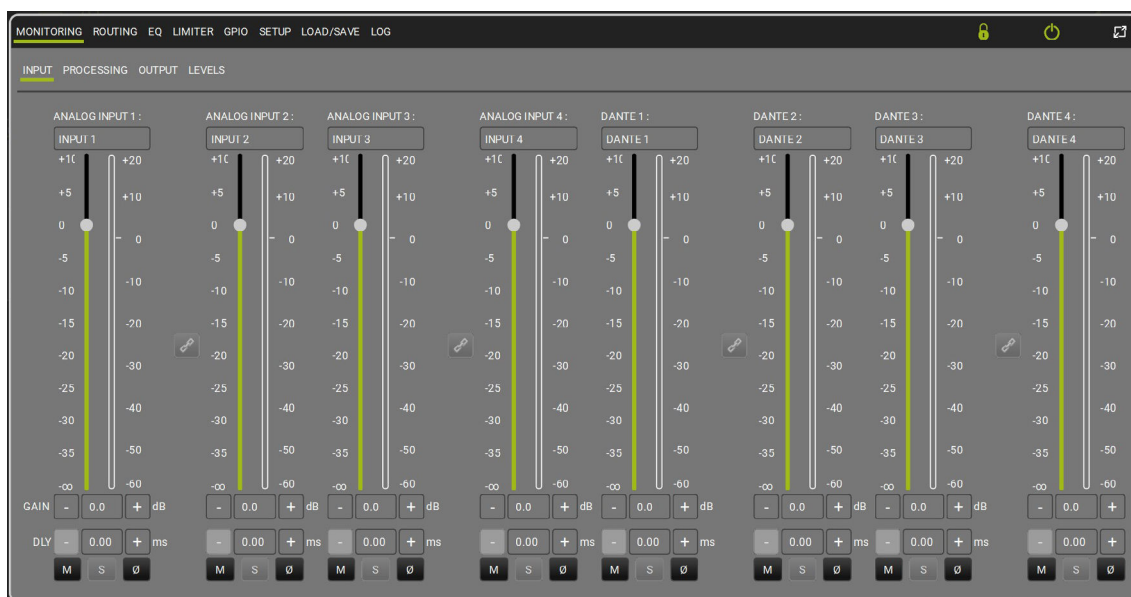 MONITORING ROUTING EQ LIMITER GPIO SETUP LOAD/SAVE LOG
INPUT PROCESSING OUTPUT LEVELS
ANALOG INPUT 1 : ANALOG INPUT 2 : ANALOG INPUT 3 : ANALOG INPUT 4 : DANTE 1 : DANTE 2 : DANTE 3 : DANTE 4 :
INPUT 1 INPUT 2 INPUT 3 INPUT 4 DANTE 1 DANTE 2 DANTE 3 DANTE 4
+10 +20 +10 +20 +10 +20 +10 +20 +10 +20 +10 +20 +10 +20 +10 +20
+5 +10 +5 +10 +5 +10 +5 +10 +5 +10 +5 +10 +5 +10 +5 +10
0 0 0 0 0 0 0 0 0 0 0 0 0 0 0 0
-5 -10 -5 -10 -5 -10 -5 -10 -5 -10 -5 -10 -5 -10 -5 -10
-10 -10 -10 -10 -10 -10 -10 -10
-15 -20 -15 -20 -15 -20 -15 -20 -15 -20 -15 -20 -15 -20 -15 -20
-20 -30 -20 -30 -20 -30 -20 -30 -20 -30 -20 -30 -20 -30 -20 -30
-25 -40 -25 -40 -25 -40 -25 -40 -25 -40 -25 -40 -25 -40 -25 -40
-30 -30 -30 -30 -30 -30 -30 -30
-35 -50 -35 -50 -35 -50 -35 -50 -35 -50 -35 -50 -35 -50 -35 -50
-∞ -60 -∞ -60 -∞ -60 -∞ -60 -∞ -60 -∞ -60 -∞ -60 -∞ -60
GAIN - 0.0 + dB - 0.0 + dB - 0.0 + dB - 0.0 + dB - 0.0 + dB - 0.0 + dB - 0.0 + dB - 0.0 +
DLY - 0.00 + ms - 0.00 + ms - 0.00 + ms - 0.00 + ms - 0.00 + ms - 0.00 + ms - 0.00 + ms - 0.00 +
M S Ø M S Ø M S Ø M S Ø M S Ø M S Ø M S Ø M S Ø